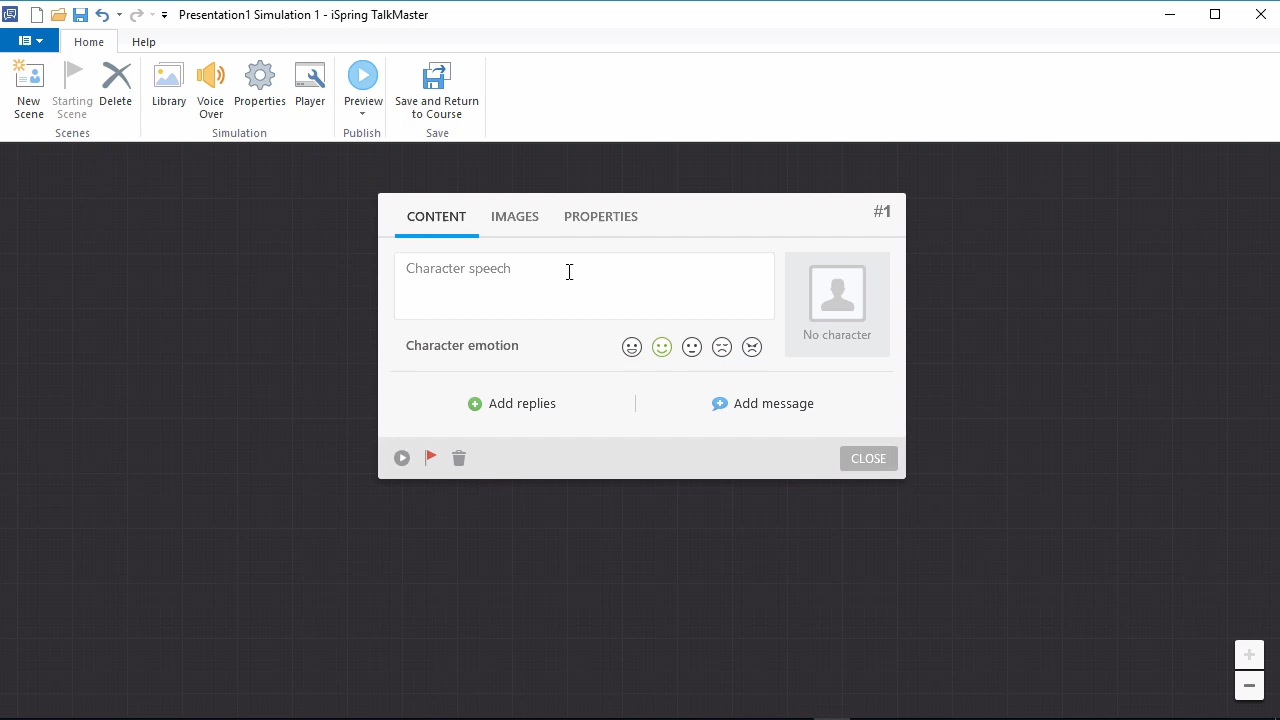 Presentation1 Simulation 1 - iSpring TalkMaster
Home Help
New Scene
Starting Scene
Delete
Library
Voice Over
Properties
Player
Preview
Save and Return to Course
Scenes Simulation Publish Save
CONTENT IMAGES PROPERTIES #1
Character speech
No character
Character emotion
Add replies Add message
CLOSE